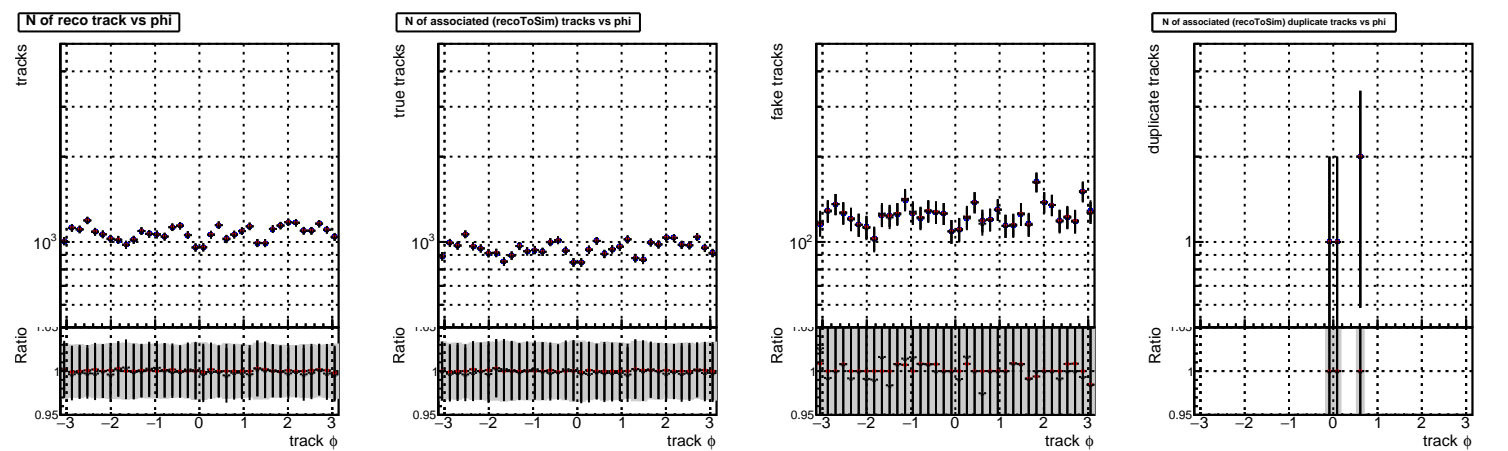 N of reco track vs phi
tracks
10³
Ratio
1.05
1
0.95
−3 −2 −1 0 1 2 3
track ϕ
N of associated (recoToSim) tracks vs phi
true tracks
10³
Ratio
1.05
1
0.95
−3 −2 −1 0 1 2 3
track ϕ
fake tracks
10²
Ratio
1.05
1
0.95
−3 −2 −1 0 1 2 3
track ϕ
N of associated (recoToSim) duplicate tracks vs phi
duplicate tracks
1
Ratio
1.05
1
0.95
−3 −2 −1 0 1 2 3
track ϕ